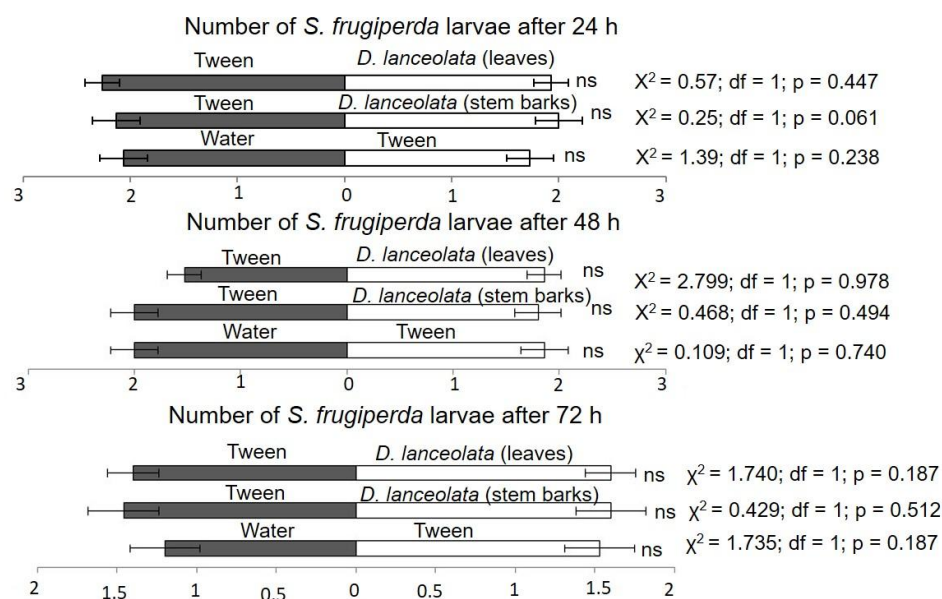 Number of S. frugiperda larvae after 24 h
Tween D. lanceolata (leaves)
ns Χ² = 0.57; df = 1; p = 0.447
Tween D. lanceolata (stem barks)
ns Χ² = 0.25; df = 1; p = 0.061
Water Tween
ns Χ² = 1.39; df = 1; p = 0.238
3 2 1 0 1 2 3
Number of S. frugiperda larvae after 48 h
Tween D. lanceolata (leaves)
ns Χ² = 2.799; df = 1; p = 0.978
Tween D. lanceolata (stem barks)
ns Χ² = 0.468; df = 1; p = 0.494
Water Tween
ns χ² = 0.109; df = 1; p = 0.740
3 2 1 0 1 2 3
Number of S. frugiperda larvae after 72 h
Tween D. lanceolata (leaves)
ns χ² = 1.740; df = 1; p = 0.187
Tween D. lanceolata (stem barks)
ns χ² = 0.429; df = 1; p = 0.512
Water Tween
ns χ² = 1.735; df = 1; p = 0.187
2 1.5 1 0.5 0 0.5 1 1.5 2